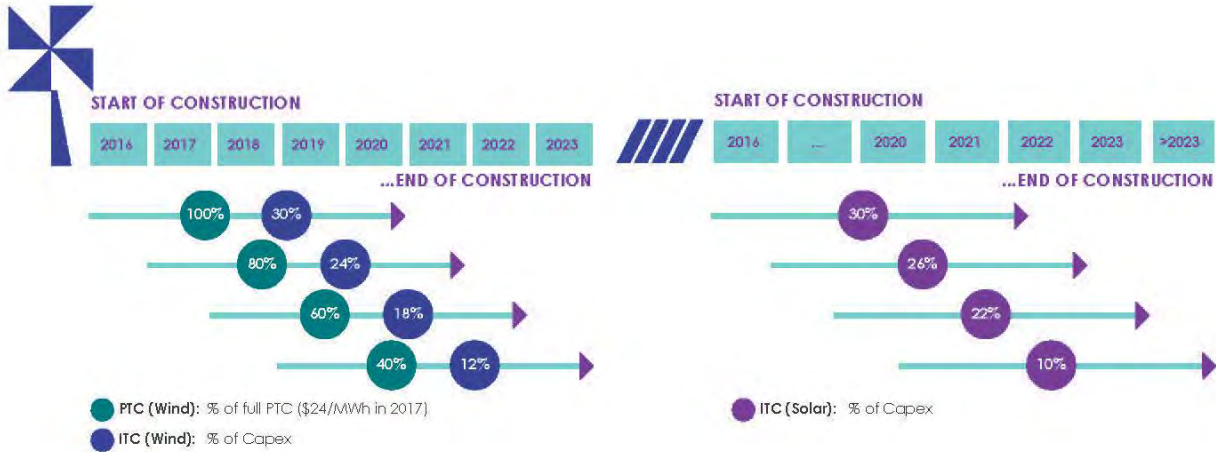 START OF CONSTRUCTION
2016 2017 2018 2019 2020 2021 2022 2023
...END OF CONSTRUCTION
100% 30%
80% 24%
60% 18%
40% 12%
PTC (Wind): % of full PTC ($24/MWh in 2017)
ITC (Wind): % of Capex
START OF CONSTRUCTION
2016 ... 2020 2021 2022 2023 >2023
...END OF CONSTRUCTION
30%
26%
22%
10%
ITC (Solar): % of Capex